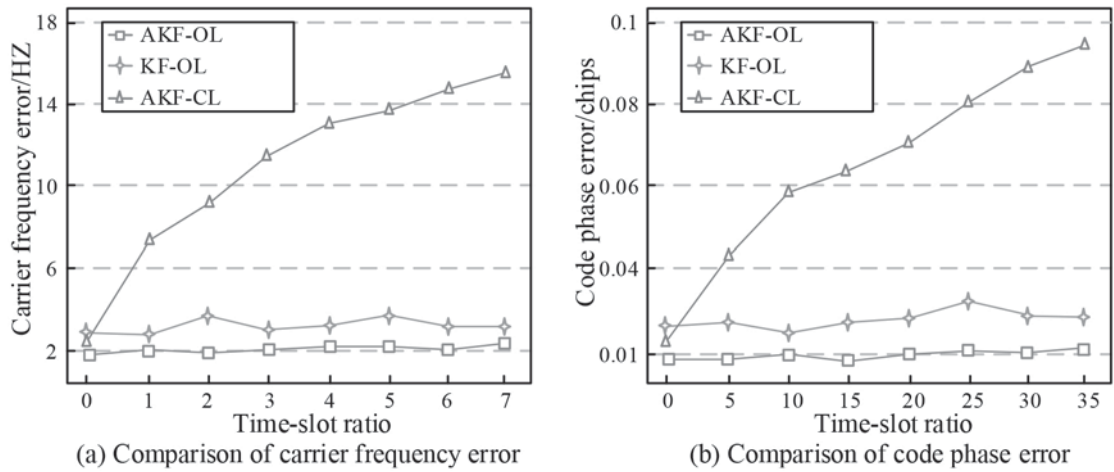 18
14
10
6
2
Carrier frequency error/HZ
AKF-OL
KF-OL
AKF-CL
0 1 2 3 4 5 6 7
Time-slot ratio
(a) Comparison of carrier frequency error
0.1
0.08
0.06
0.04
0.01
Code phase error/chips
AKF-OL
KF-OL
AKF-CL
0 5 10 15 20 25 30 35
Time-slot ratio
(b) Comparison of code phase error